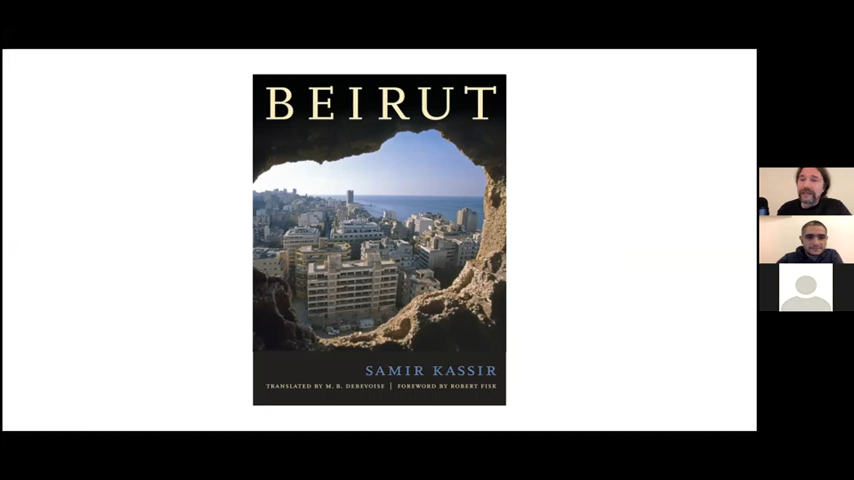 BEIRUT
SAMIR KASSIR
TRANSLATED BY M. B. DEBEVOISE | FOREWORD BY ROBERT FISK